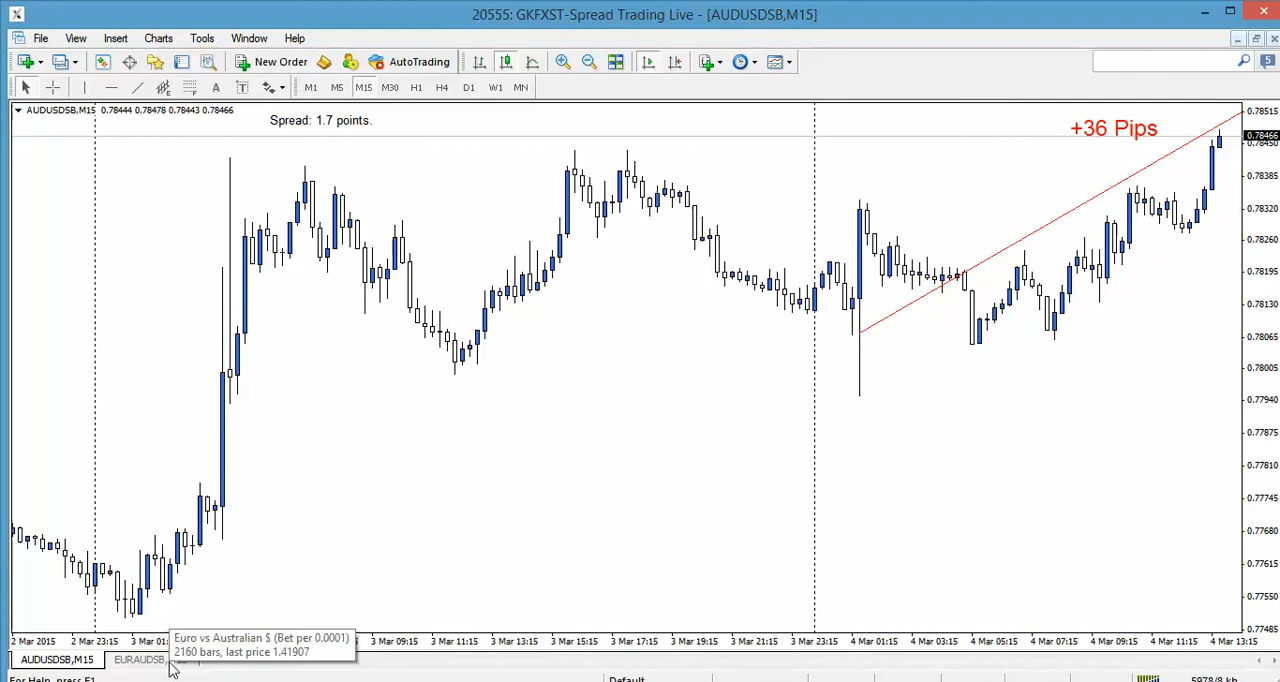 20555: GKFXST-Spread Trading Live - [AUDUSDSB,M15]
File View Insert Charts Tools Window Help
New Order AutoTrading 5
A T M1 M5 M15 M30 H1 H4 D1 W1 MN
AUDUSDSB,M15 0.78444 0.78478 0.78443 0.78466
Spread: 1.7 points.
+36 Pips
0.78515
0.78466
0.78450
0.78385
0.78320
0.78260
0.78195
0.78130
0.78065
0.78005
0.77940
0.77875
0.77810
0.77745
0.77680
0.77615
0.77550
0.77485
2 Mar 2015 2 Mar 23:15 3 Mar 3 Mar 09:15 3 Mar 11:15 3 Mar 13:15 3 Mar 15:15 3 Mar 17:15 3 Mar 19:15 3 Mar 21:15 3 Mar 23:15 4 Mar 01:15 4 Mar 03:15 4 Mar 05:15 4 Mar 07:15 4 Mar 09:15 4 Mar 11:15 4 Mar 13:15
Euro vs Australian $ (Bet per 0.0001)
2160 bars, last price 1.41907
AUDUSDSB,M15 EURAUDSB,
For Help, press F1 Default 5978/8 kb